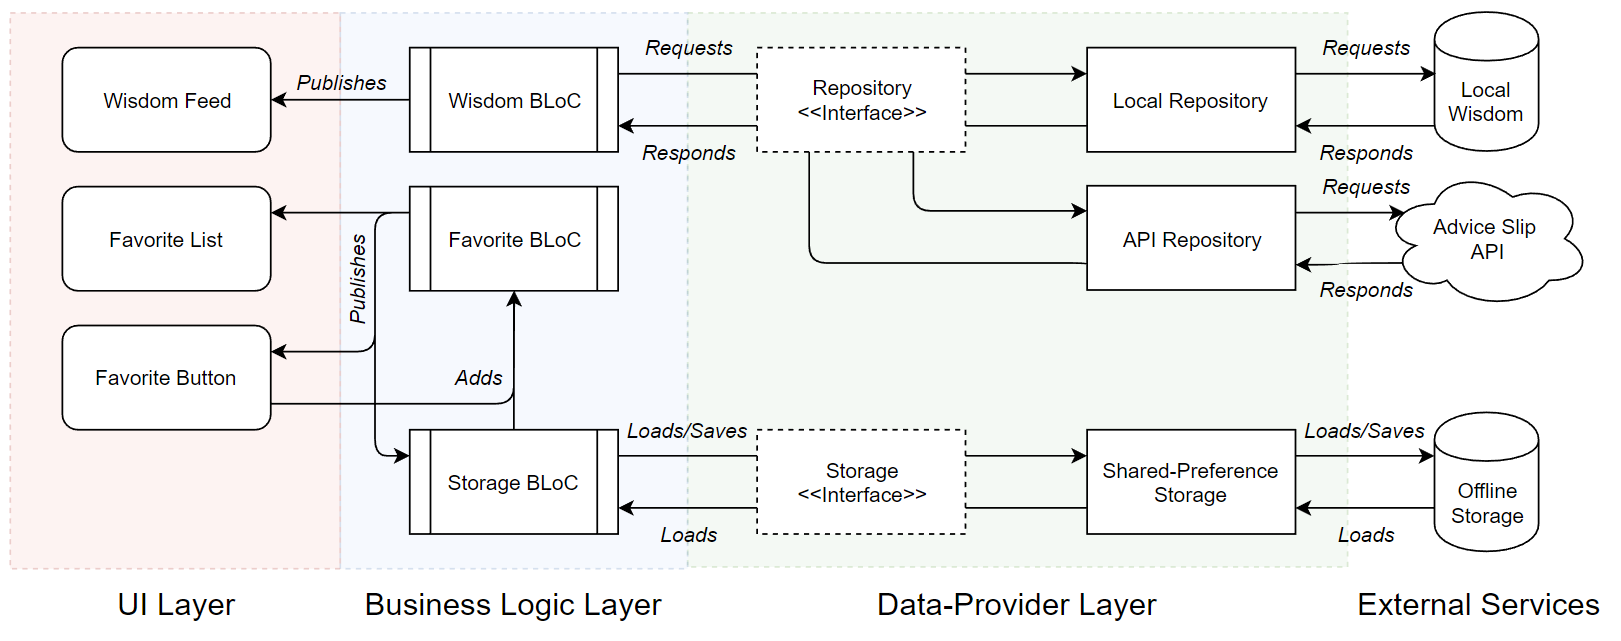 Publishes
Wisdom Feed
Wisdom BLoC
Requests
Responds
Repository
<<Interface>>
Local Repository
Requests
Responds
Local
Wisdom
Favorite List
Publishes
Favorite BLoC
API Repository
Requests
Responds
Advice Slip
API
Favorite Button
Adds
Storage BLoC
Loads/Saves
Loads
Storage
<<Interface>>
Shared-Preference
Storage
Loads/Saves
Loads
Offline
Storage
UI Layer
Business Logic Layer
Data-Provider Layer
External Services